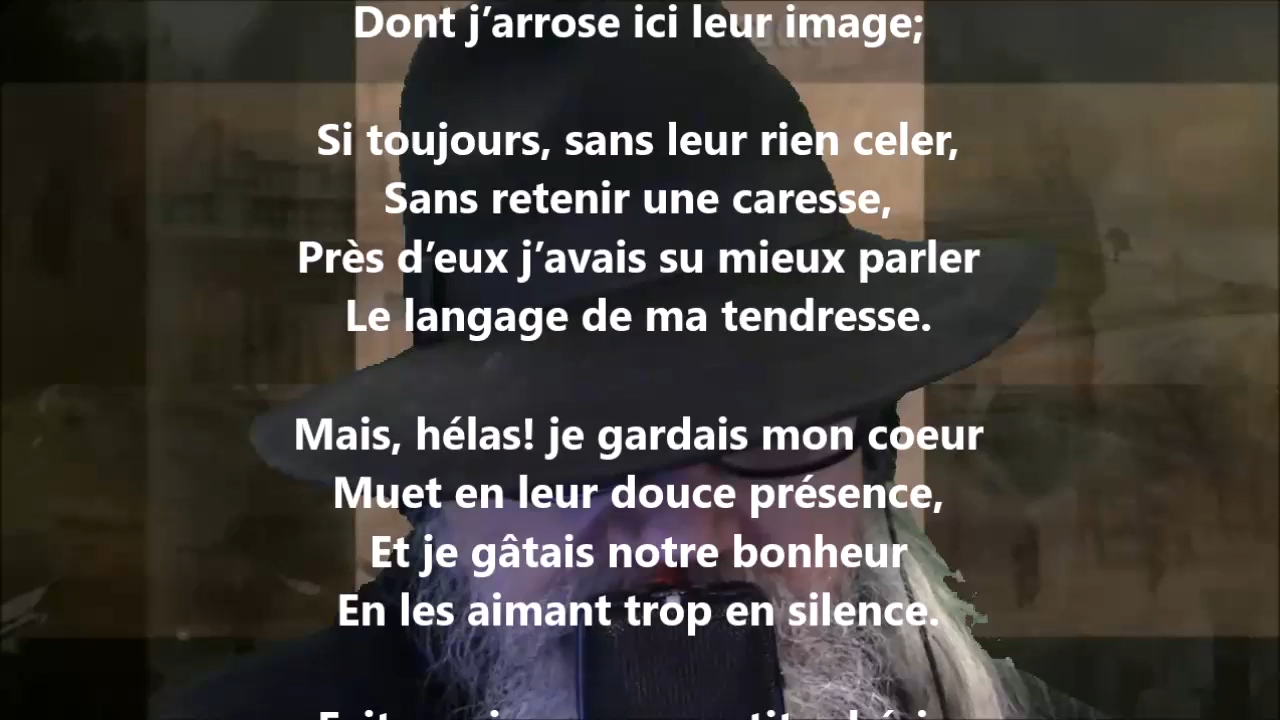 Dont j’arrose ici leur image;
Si toujours, sans leur rien celer,
Sans retenir une caresse,
Près d’eux j’avais su mieux parler
Le langage de ma tendresse.
Mais, hélas! je gardais mon coeur
Muet en leur douce présence,
Et je gâtais notre bonheur
En les aimant trop en silence.